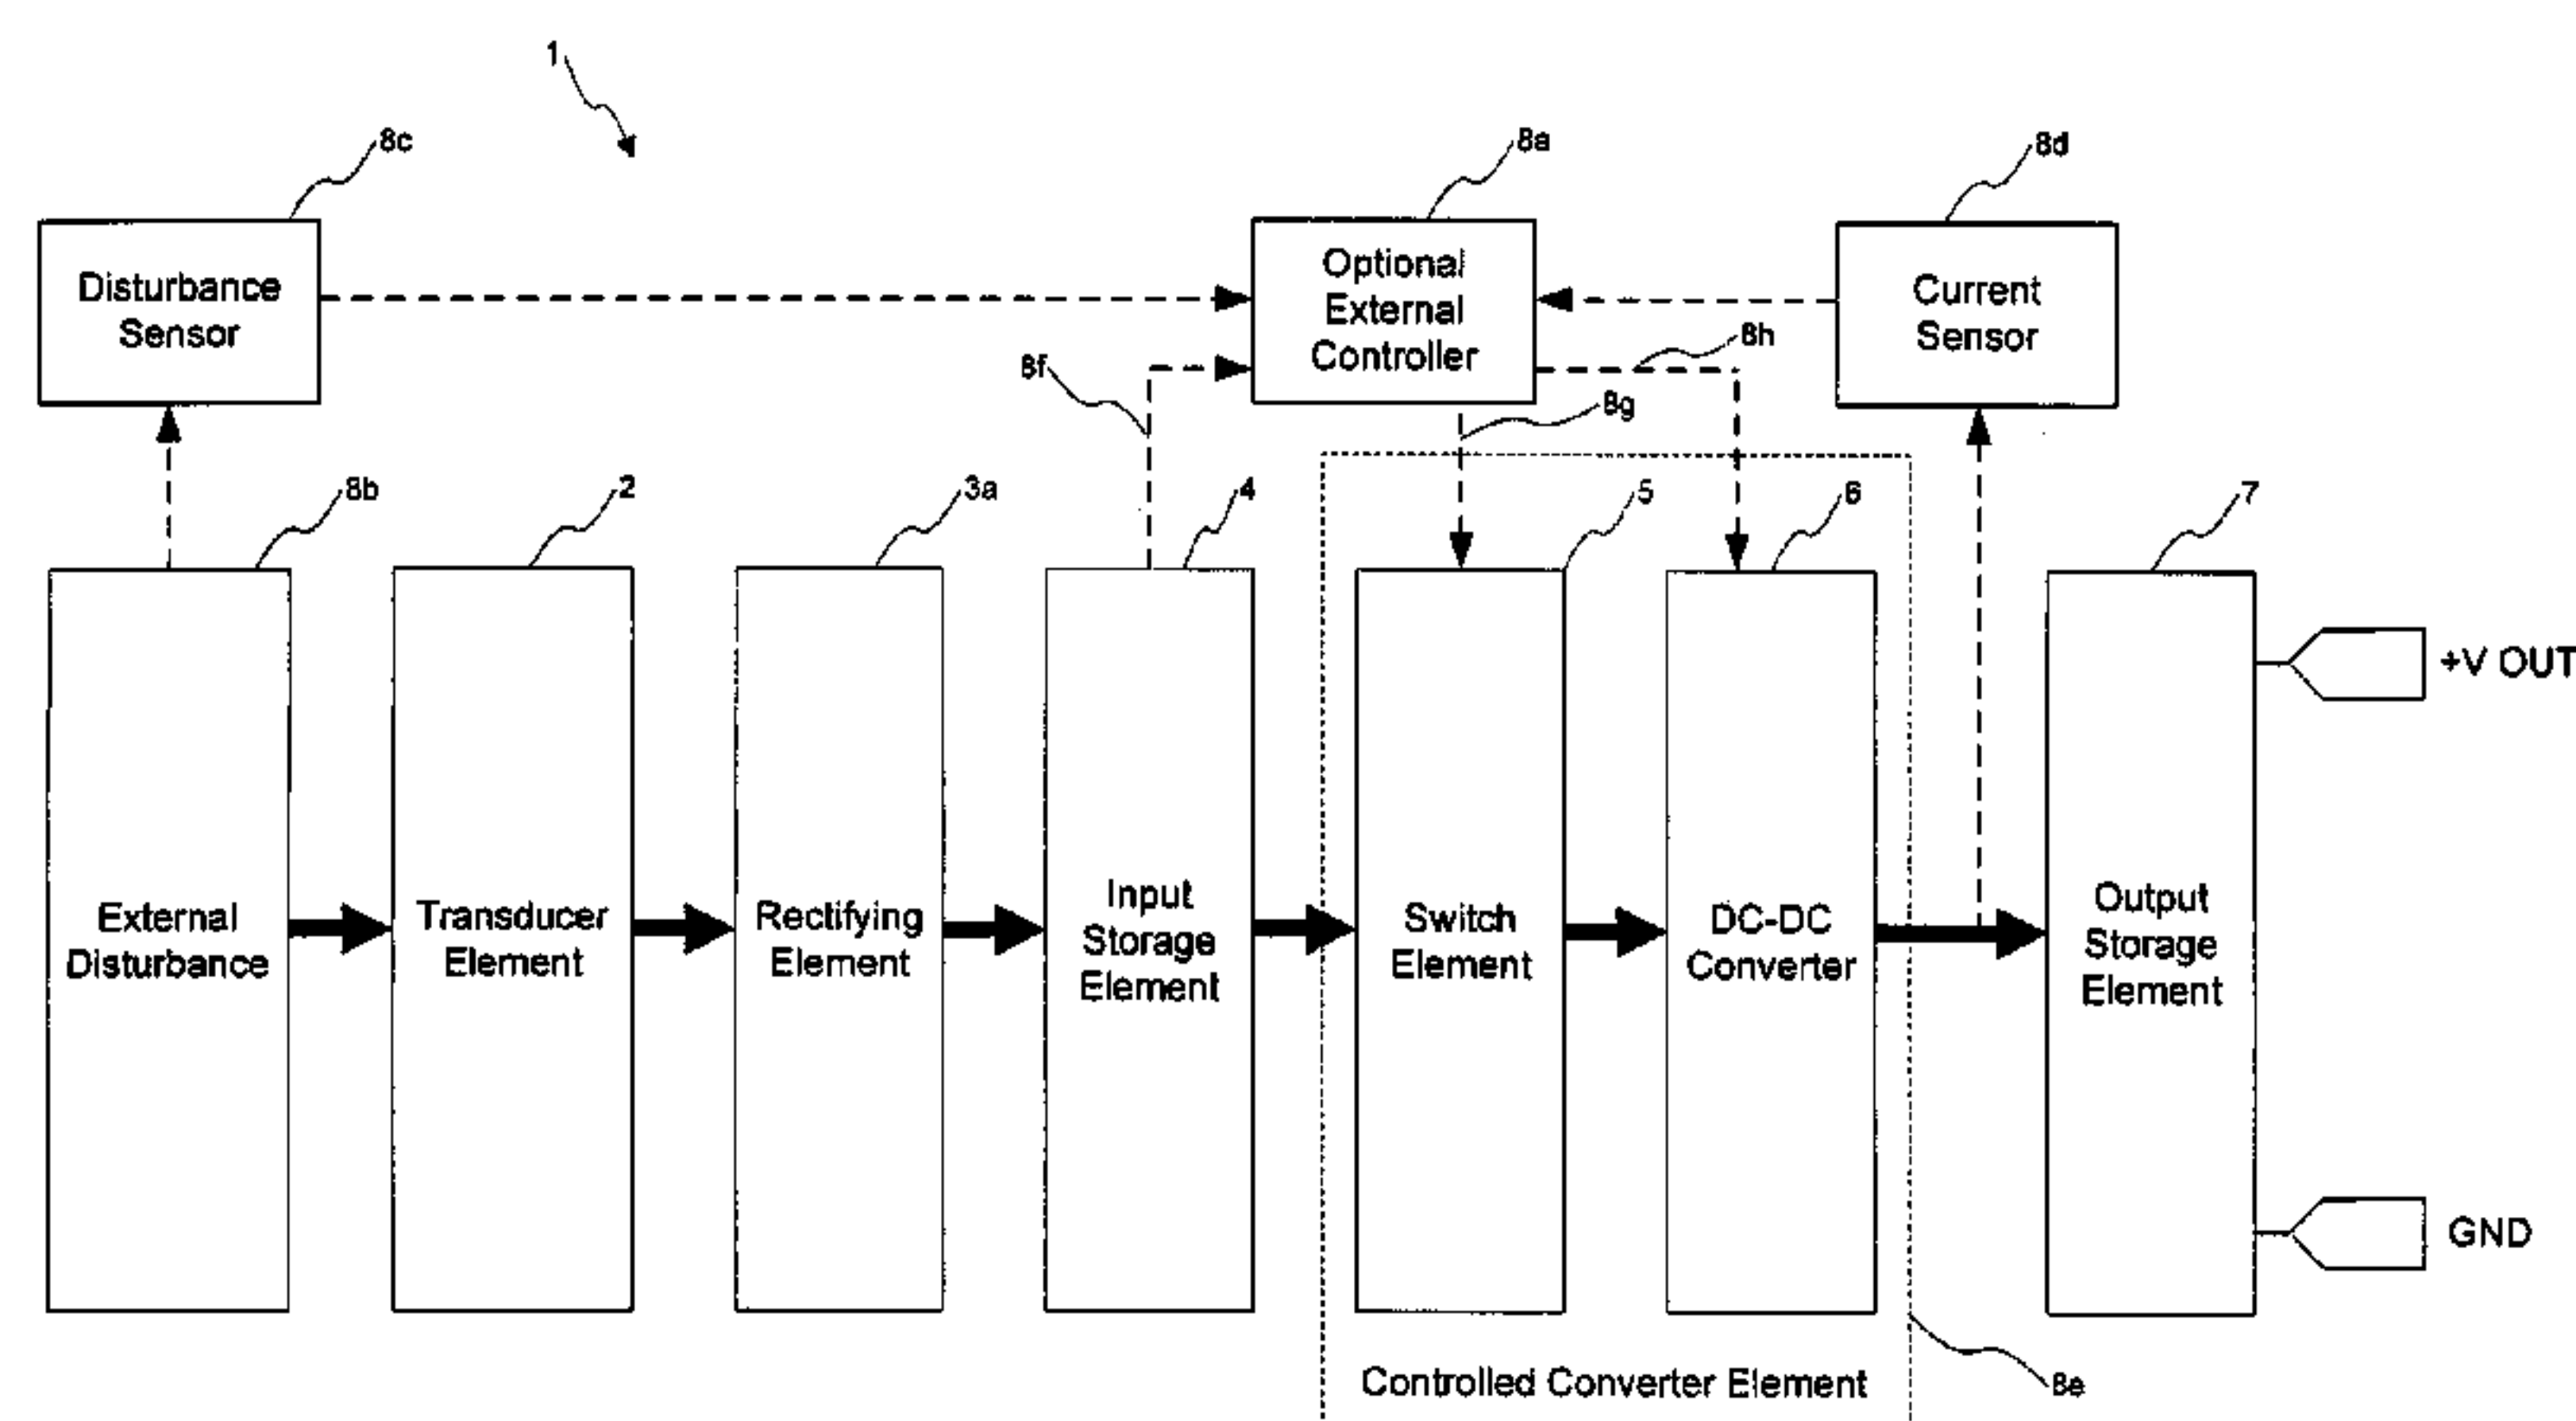 1
8c
8a
8d
Disturbance
Sensor
Optional
External
Controller
Current
Sensor
8f
8h
8g
8b
2
3a
4
5
6
7
External
Disturbance
Transducer
Element
Rectifying
Element
Input
Storage
Element
Switch
Element
DC-DC
Converter
Output
Storage
Element
+V OUT
GND
Controlled Converter Element
8e